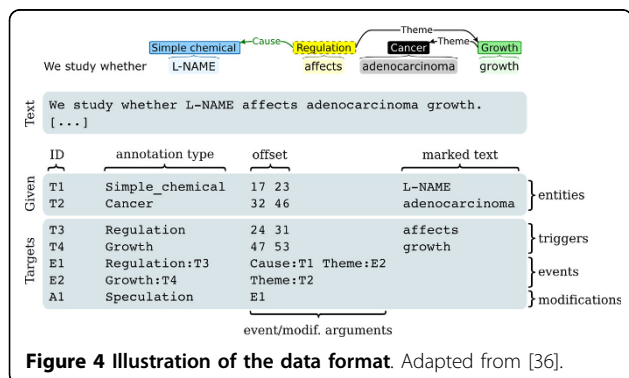 Theme
Simple chemical Cause Regulation Cancer Theme Growth
We study whether L-NAME affects adenocarcinoma growth
Text
We study whether L-NAME affects adenocarcinoma growth.
[...]
ID annotation type offset marked text
Given
T1 Simple_chemical 17 23 L-NAME
T2 Cancer 32 46 adenocarcinoma
entities
Targets
T3 Regulation 24 31 affects
T4 Growth 47 53 growth
triggers
E1 Regulation:T3 Cause:T1 Theme:E2
E2 Growth:T4 Theme:T2
events
A1 Speculation E1 modifications
event/modif. arguments
Figure 4 Illustration of the data format. Adapted from [36].